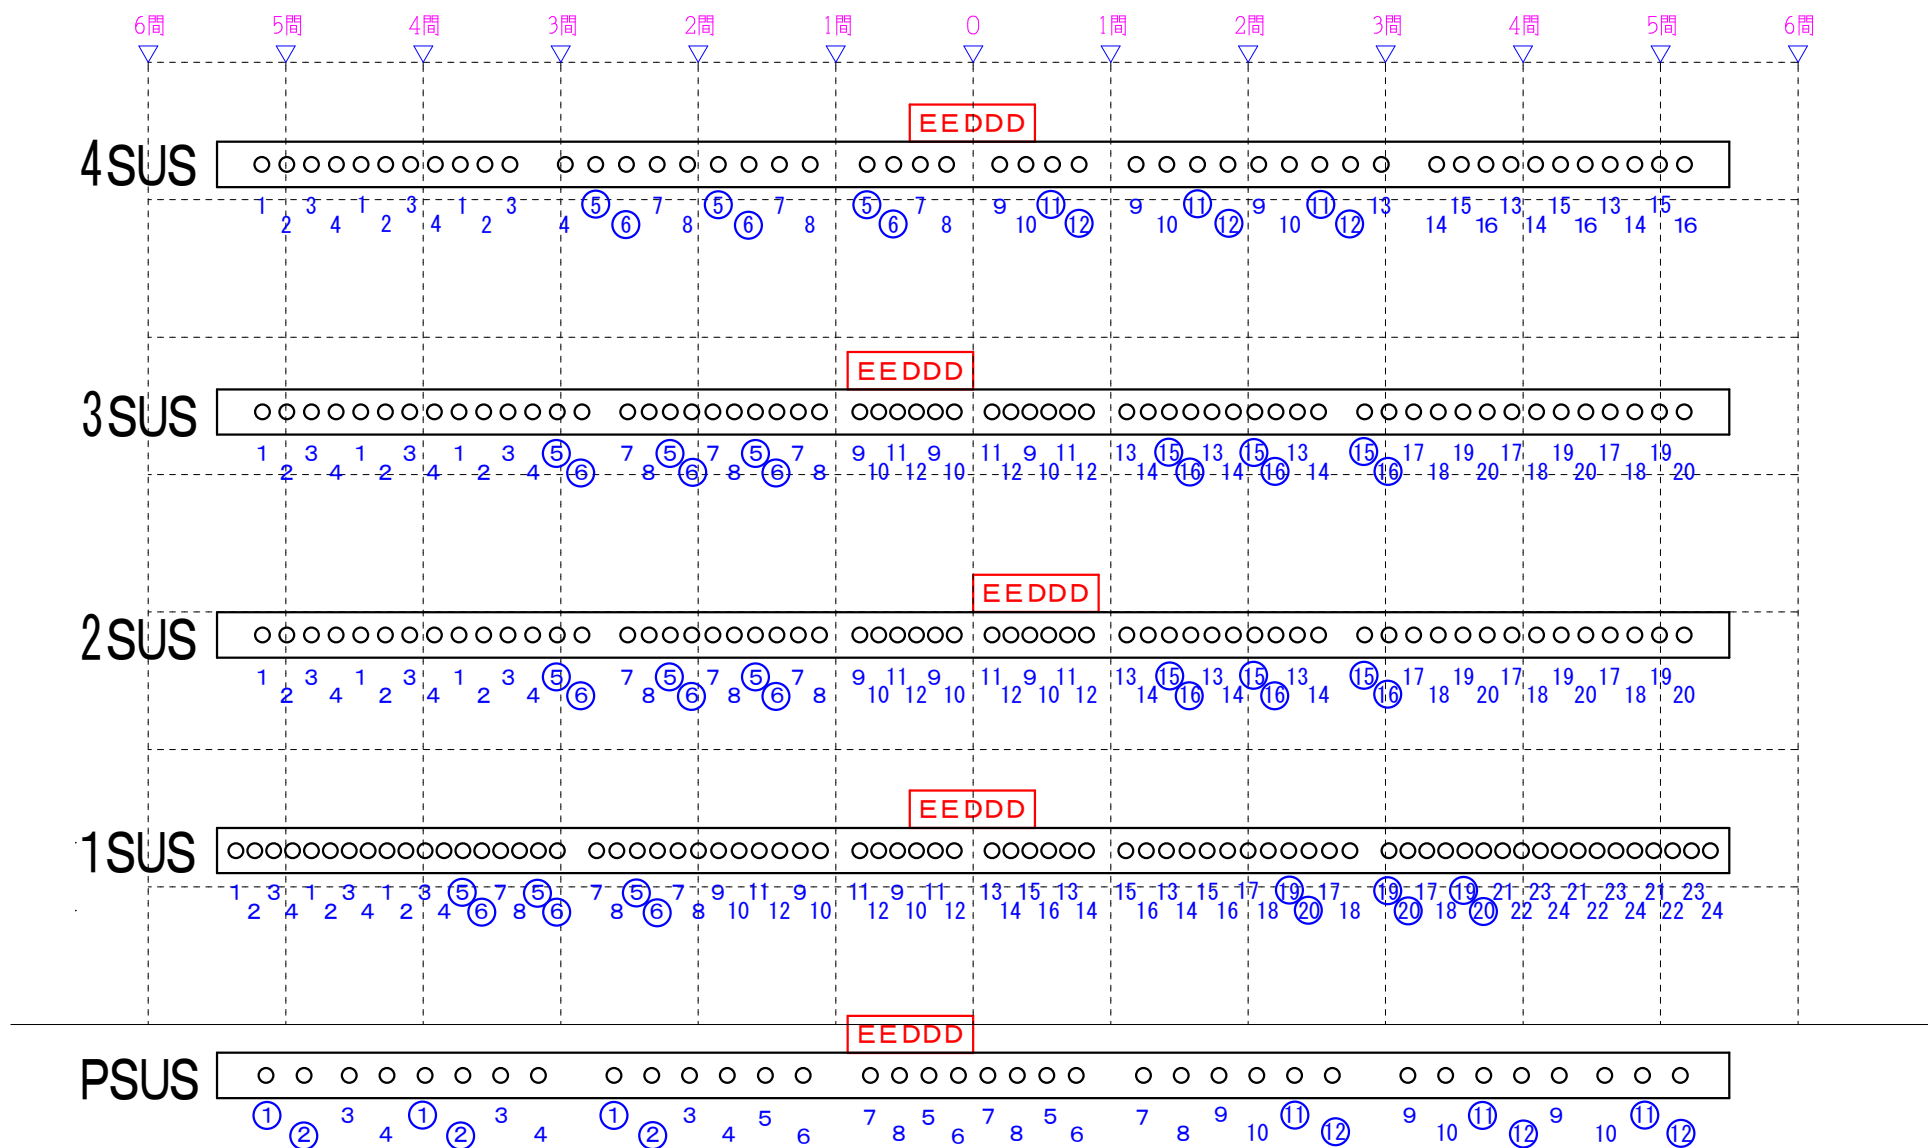 6間 5間 4間 3間 2間 1間 0 1間 2間 3間 4間 5間 6間
EEDDD
4SUS
1 3 1 3 1 3 ⑤ 7 ⑤ 7 ⑤ 7 9 ⑪ 9 ⑪ 9 ⑪ 13 15 13 15 13 15
2 4 2 4 2 4 ⑥ 8 ⑥ 8 ⑥ 8 10 ⑫ 10 ⑫ 10 ⑫ 14 16 14 16 14 16
EEDDD
3SUS
1 3 1 3 1 3 ⑤ 7 ⑤ 7 ⑤ 7 9 11 9 11 9 11 13 ⑮ 13 ⑮ 13 ⑮ 17 19 17 19 17 19
2 4 2 4 2 4 ⑥ 8 ⑥ 8 ⑥ 8 10 12 10 12 10 12 14 ⑯ 14 ⑯ 14 ⑯ 18 20 18 20 18 20
EEDDD
2SUS
1 3 1 3 1 3 ⑤ 7 ⑤ 7 ⑤ 7 9 11 9 11 9 11 13 ⑮ 13 ⑮ 13 ⑮ 17 19 17 19 17 19
2 4 2 4 2 4 ⑥ 8 ⑥ 8 ⑥ 8 10 12 10 12 10 12 14 ⑯ 14 ⑯ 14 ⑯ 18 20 18 20 18 20
EEDDD
1SUS
1 3 1 3 1 3 ⑤ 7 ⑤ 7 ⑤ 7 9 11 9 11 9 11 13 15 13 15 13 15 17 ⑲ 17 ⑲ 17 ⑲ 21 23 21 23 21 23
2 4 2 4 2 4 ⑥ 8 ⑥ 8 ⑥ 8 10 12 10 12 10 12 14 16 14 16 14 16 18 ⑳ 18 ⑳ 18 ⑳ 22 24 22 24 22 24
EEDDD
PSUS
① 3 ① 3 ① 3 5 7 5 7 5 7 9 ⑪ 9 ⑪ 9 ⑪
② 4 ② 4 ② 4 6 8 6 8 6 8 10 ⑫ 10 ⑫ 10 ⑫